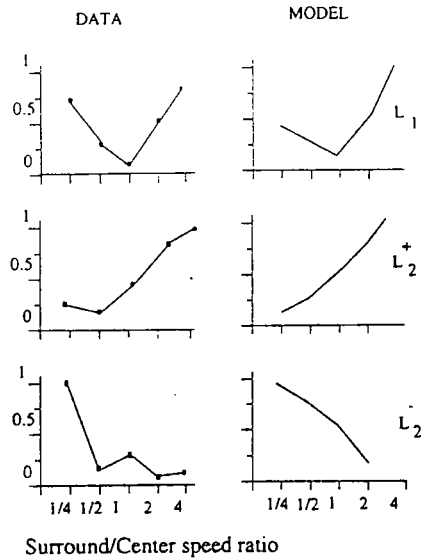 DATA
MODEL
1
0.5
0
L1
1
0.5
0
L2+
1
0.5
0
L2-
1/4 1/2 1 2 4
1/4 1/2 1 2 4
Surround/Center speed ratio